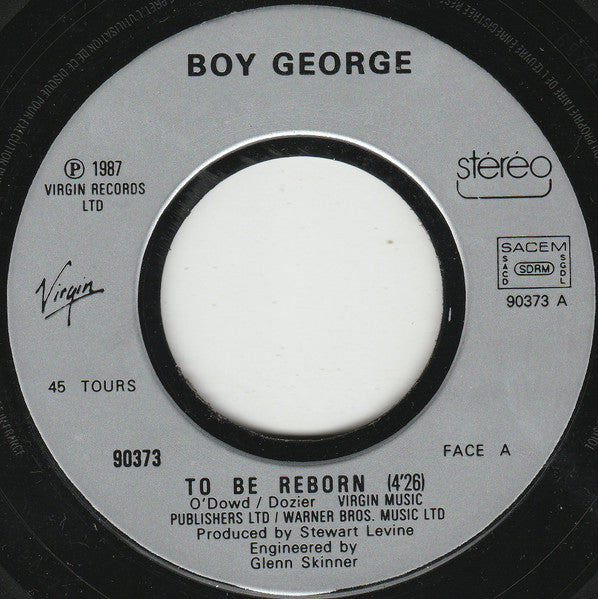 BOY GEORGE
℗ 1987
VIRGIN RECORDS
LTD
stéréo
Virgin
SACEM
SACD
SDRM
SGDL
90373 A
45 TOURS
90373
FACE A
TO BE REBORN (4'26)
O'Dowd / Dozier VIRGIN MUSIC
PUBLISHERS LTD / WARNER BROS. MUSIC LTD
Produced by Stewart Levine
Engineered by
Glenn Skinner